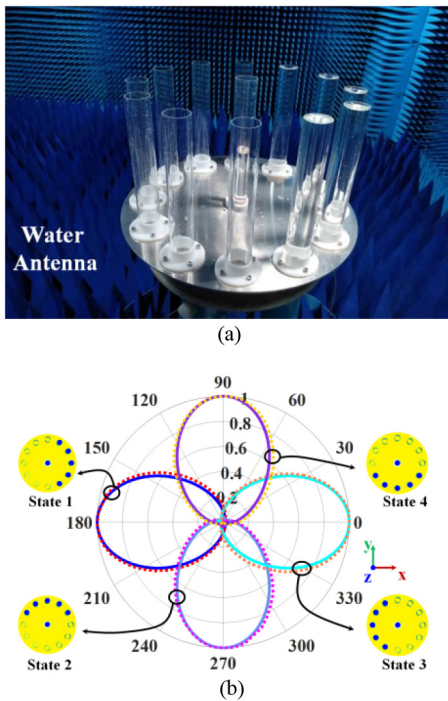 Water
Antenna
(a)
90
120
60
1
0.8
150
0.6
30
0.4
0.2
State 1
State 4
180
0
y
z
x
210
330
State 2
State 3
240
300
270
(b)